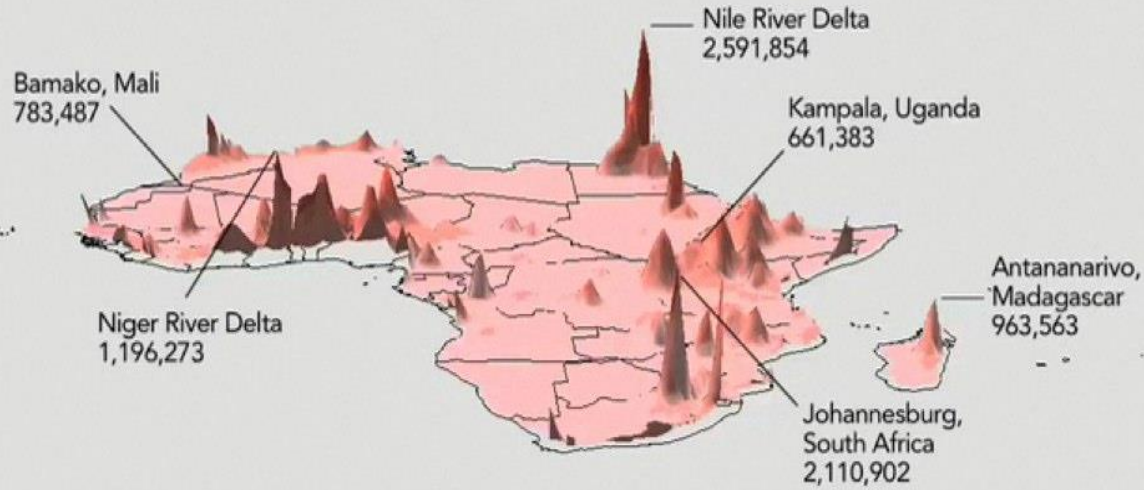 Nile River Delta
2,591,854
Bamako, Mali
783,487
Kampala, Uganda
661,383
Antananarivo,
Madagascar
963,563
Niger River Delta
1,196,273
Johannesburg,
South Africa
2,110,902